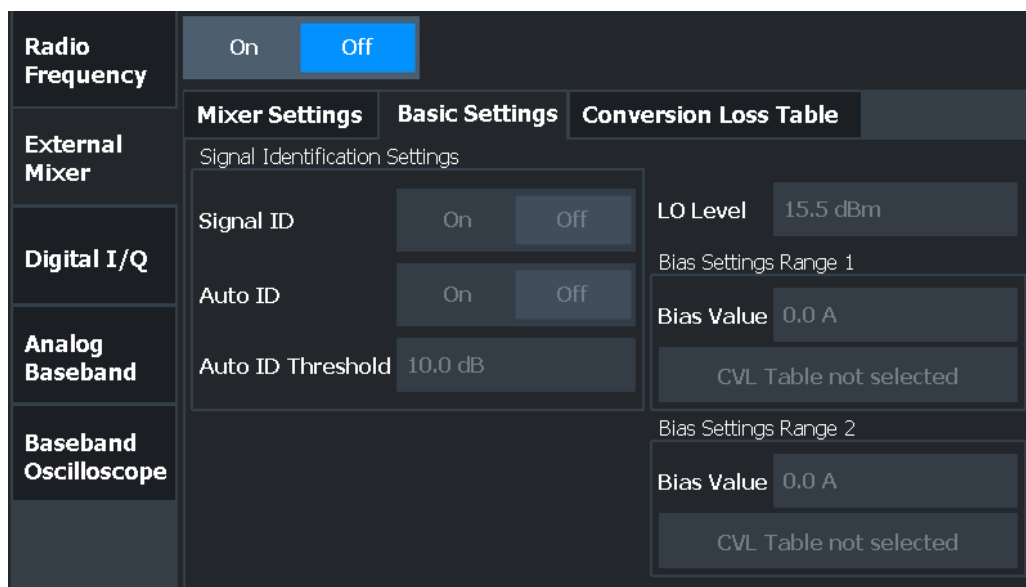 Radio
Frequency
External
Mixer
Digital I/Q
Analog
Baseband
Baseband
Oscilloscope
On Off
Mixer Settings Basic Settings Conversion Loss Table
Signal Identification Settings
Signal ID On Off
Auto ID On Off
Auto ID Threshold 10.0 dB
LO Level 15.5 dBm
Bias Settings Range 1
Bias Value 0.0 A
CVL Table not selected
Bias Settings Range 2
Bias Value 0.0 A
CVL Table not selected